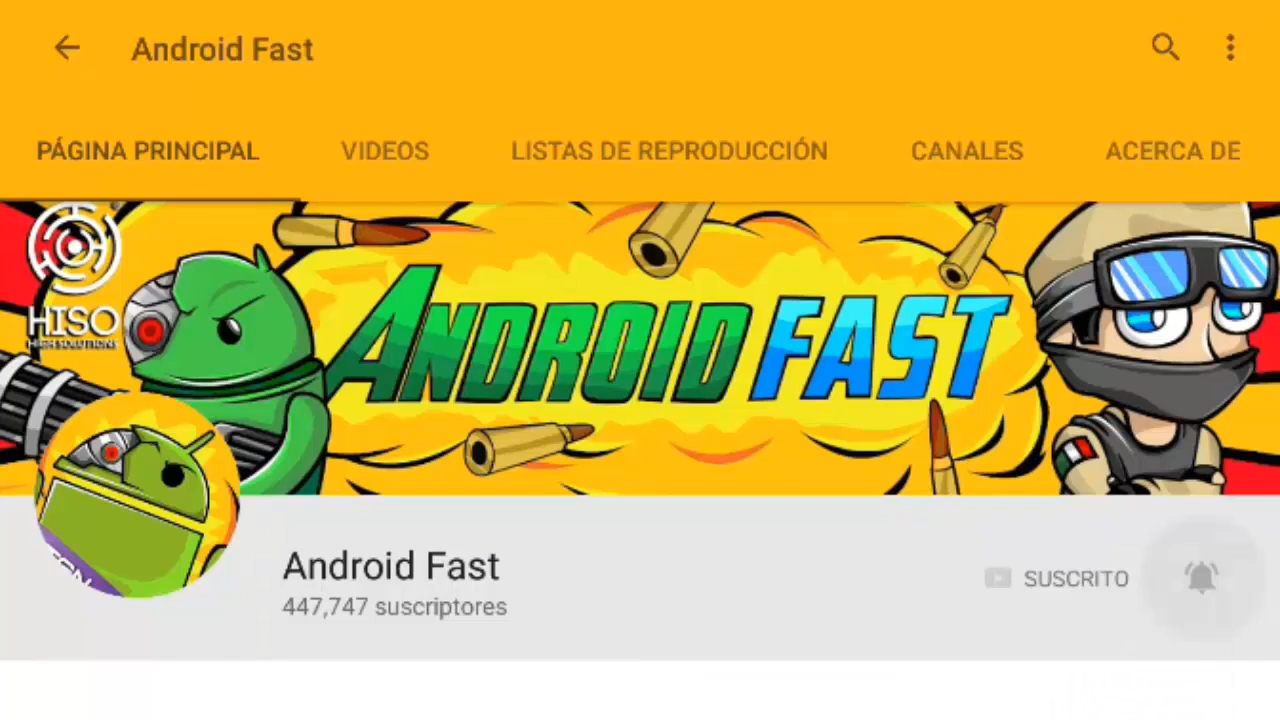 Android Fast
PÁGINA PRINCIPAL VIDEOS LISTAS DE REPRODUCCIÓN CANALES ACERCA DE
HISO
HIGH SOLUTIONS
ANDROID FAST
Android Fast
447,747 suscriptores
SUSCRITO